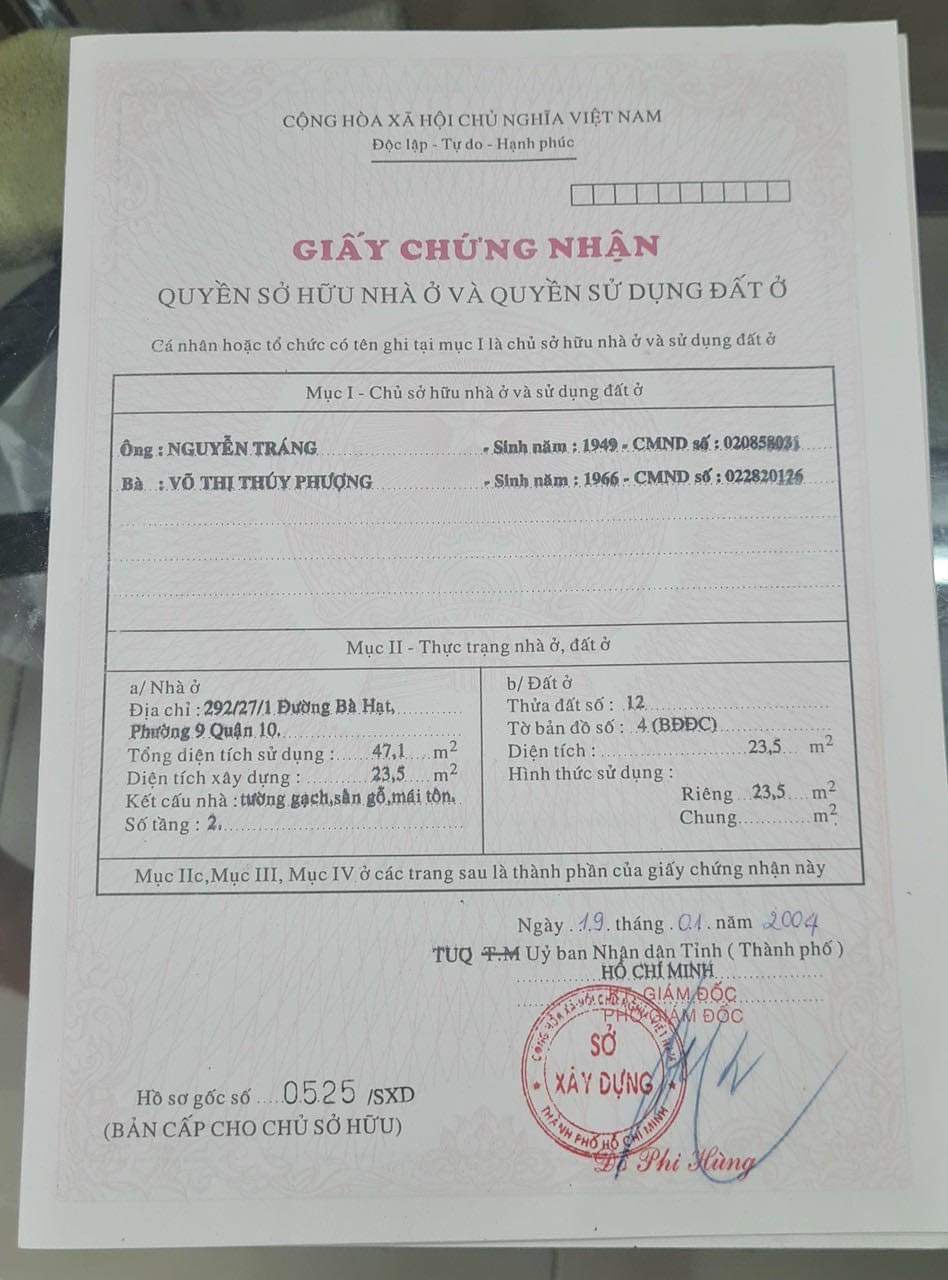 CỘNG HÒA XÃ HỘI CHỦ NGHĨA VIỆT NAM
Độc lập - Tự do - Hạnh phúc
GIẤY CHỨNG NHẬN
QUYỀN SỞ HỮU NHÀ Ở VÀ QUYỀN SỬ DỤNG ĐẤT Ở
Cá nhân hoặc tổ chức có tên ghi tại mục I là chủ sở hữu nhà ở và sử dụng đất ở
Mục I - Chủ sở hữu nhà ở và sử dụng đất ở
Ông : NGUYỄN TRÁNG - Sinh năm : 1949 - CMND số : 020858031
Bà : VÕ THỊ THÚY PHƯỢNG - Sinh năm : 1966 - CMND số : 022820126
Mục II - Thực trạng nhà ở, đất ở
a/ Nhà ở
Địa chỉ : 292/27/1 Đường Bà Hạt,
Phường 9 Quận 10.
Tổng diện tích sử dụng : 47,1 m2
Diện tích xây dựng : 23,5 m2
Kết cấu nhà : tường gạch,sàn gỗ,mái tôn.
Số tầng : 2.
b/ Đất ở
Thửa đất số : 12
Tờ bản đồ số : 4 (BĐĐC)
Diện tích : 23,5 m2
Hình thức sử dụng :
Riêng 23,5 m2
Chung m2
Mục IIc,Mục III, Mục IV ở các trang sau là thành phần của giấy chứng nhận này
Ngày 19 tháng 01 năm 2004
TUQ T.M Uỷ ban Nhân dân Tỉnh ( Thành phố )
HỒ CHÍ MINH
KT. GIÁM ĐỐC
PHÓ GIÁM ĐỐC
CỘNG HÒA XÃ HỘI CHỦ NGHĨA VIỆT NAM
SỞ
XÂY DỰNG
THÀNH PHỐ HỒ CHÍ MINH
Đỗ Phi Hùng
Hồ sơ gốc số 0525 /SXD
(BẢN CẤP CHO CHỦ SỞ HỮU)